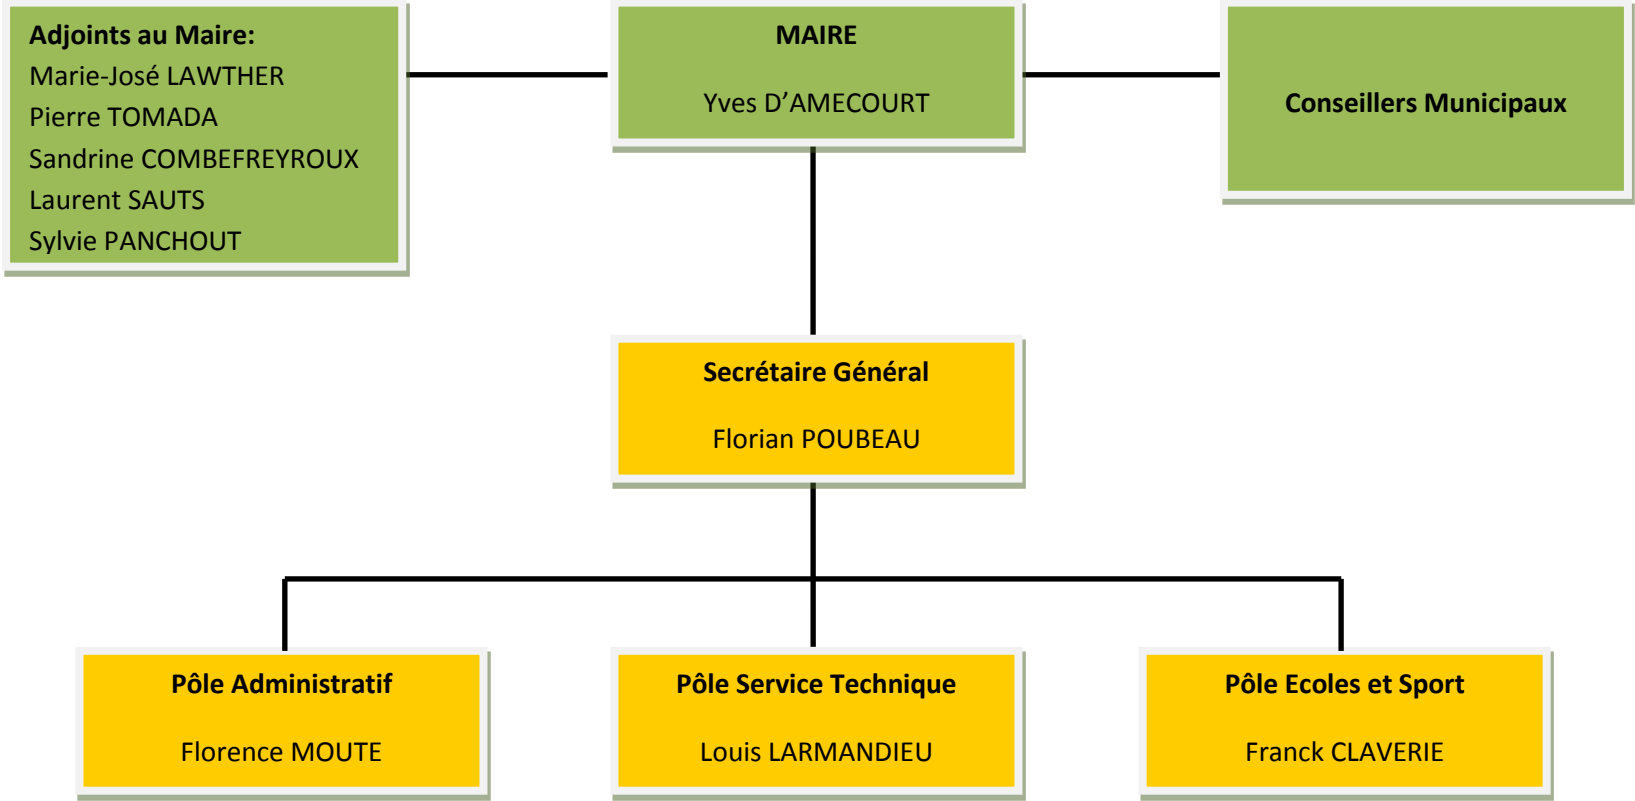 Adjoints au Maire:
Marie-José LAWTHER
Pierre TOMADA
Sandrine COMBEFREYROUX
Laurent SAUTS
Sylvie PANCHOUT
MAIRE
Yves D’AMECOURT
Conseillers Municipaux
Secrétaire Général
Florian POUBEAU
Pôle Administratif
Florence MOUTE
Pôle Service Technique
Louis LARMANDIEU
Pôle Ecoles et Sport
Franck CLAVERIE